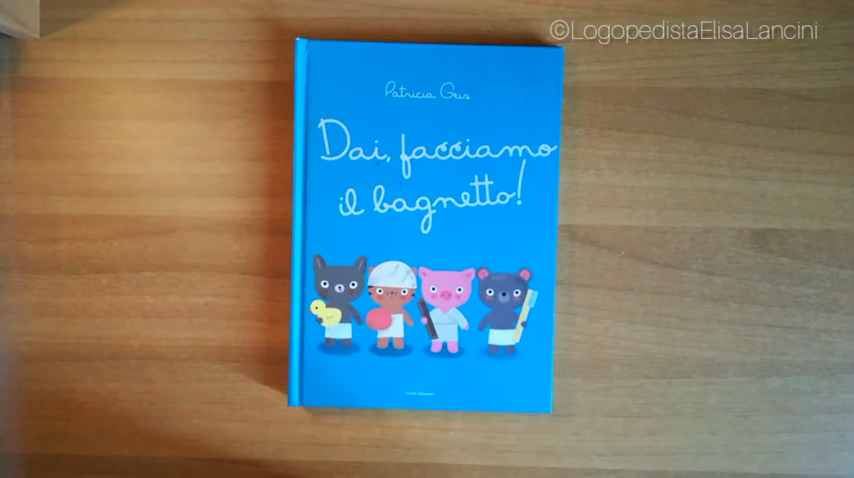 ©LogopedistaElisaLancini
Patricia Geis
Dai, facciamo
il bagnetto!